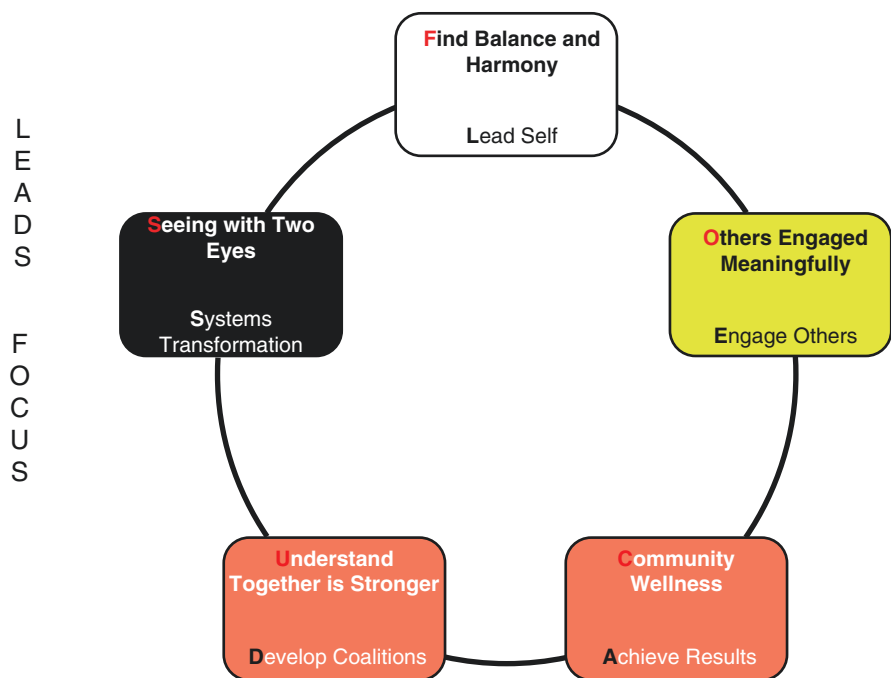 L
E
A
D
S
F
O
C
U
S
Find Balance and
Harmony
Lead Self
Others Engaged
Meaningfully
Engage Others
Community
Wellness
Achieve Results
Understand
Together is Stronger
Develop Coalitions
Seeing with Two
Eyes
Systems
Transformation